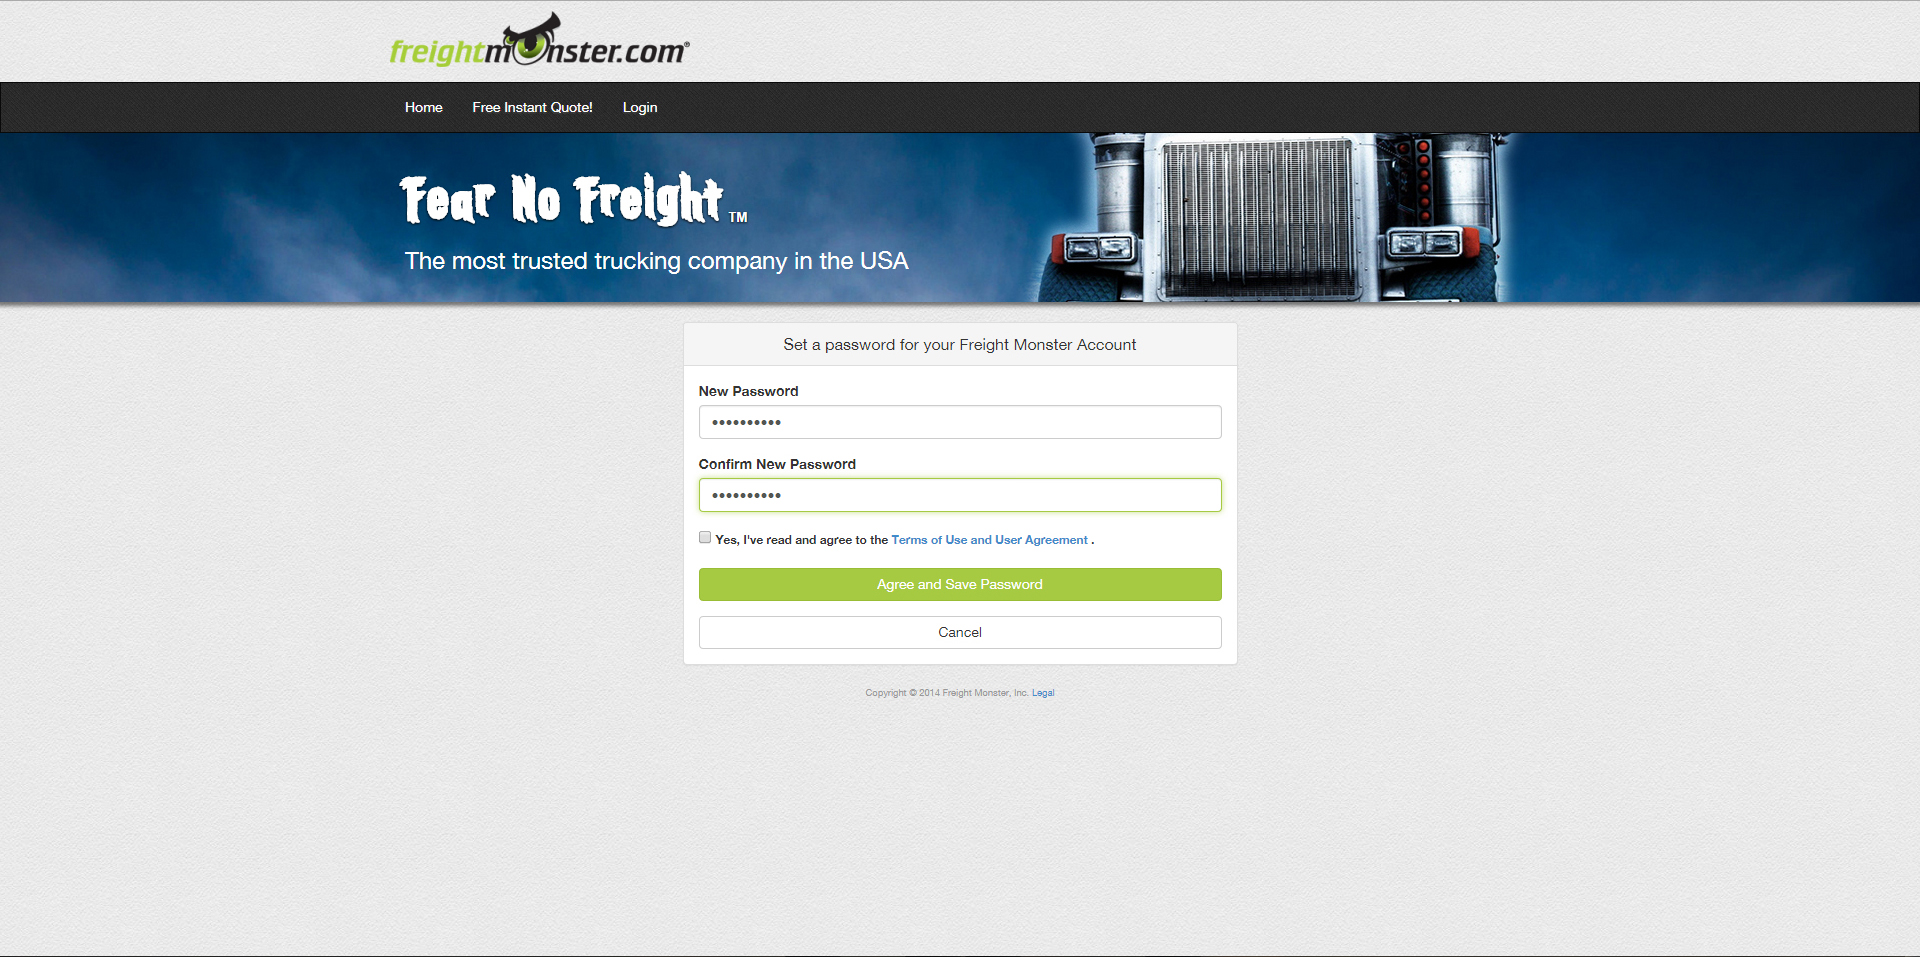 freightmonster.com®
Home Free Instant Quote! Login
Fear No Freight TM
The most trusted trucking company in the USA
Set a password for your Freight Monster Account
New Password
••••••••••
Confirm New Password
••••••••••
Yes, I've read and agree to the Terms of Use and User Agreement .
Agree and Save Password
Cancel
Copyright © 2014 Freight Monster, Inc. Legal